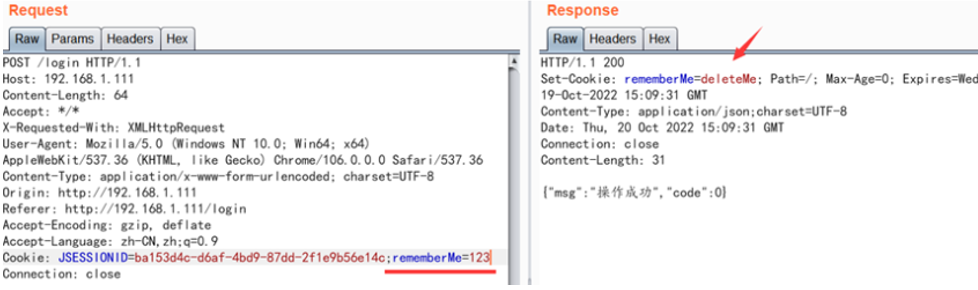 Request
Raw Params Headers Hex
POST /login HTTP/1.1
Host: 192.168.1.111
Content-Length: 64
Accept: */*
X-Requested-With: XMLHttpRequest
User-Agent: Mozilla/5.0 (Windows NT 10.0; Win64; x64)
AppleWebKit/537.36 (KHTML, like Gecko) Chrome/106.0.0.0 Safari/537.36
Content-Type: application/x-www-form-urlencoded; charset=UTF-8
Origin: http://192.168.1.111
Referer: http://192.168.1.111/login
Accept-Encoding: gzip, deflate
Accept-Language: zh-CN,zh;q=0.9
Cookie: JSESSIONID=ba153d4c-d6af-4bd9-87dd-2f1e9b56e14c;rememberMe=123
Connection: close
Response
Raw Headers Hex
HTTP/1.1 200
Set-Cookie: rememberMe=deleteMe; Path=/; Max-Age=0; Expires=Wed
19-Oct-2022 15:09:31 GMT
Content-Type: application/json;charset=UTF-8
Date: Thu, 20 Oct 2022 15:09:31 GMT
Connection: close
Content-Length: 31
{"msg":"操作成功","code":0}